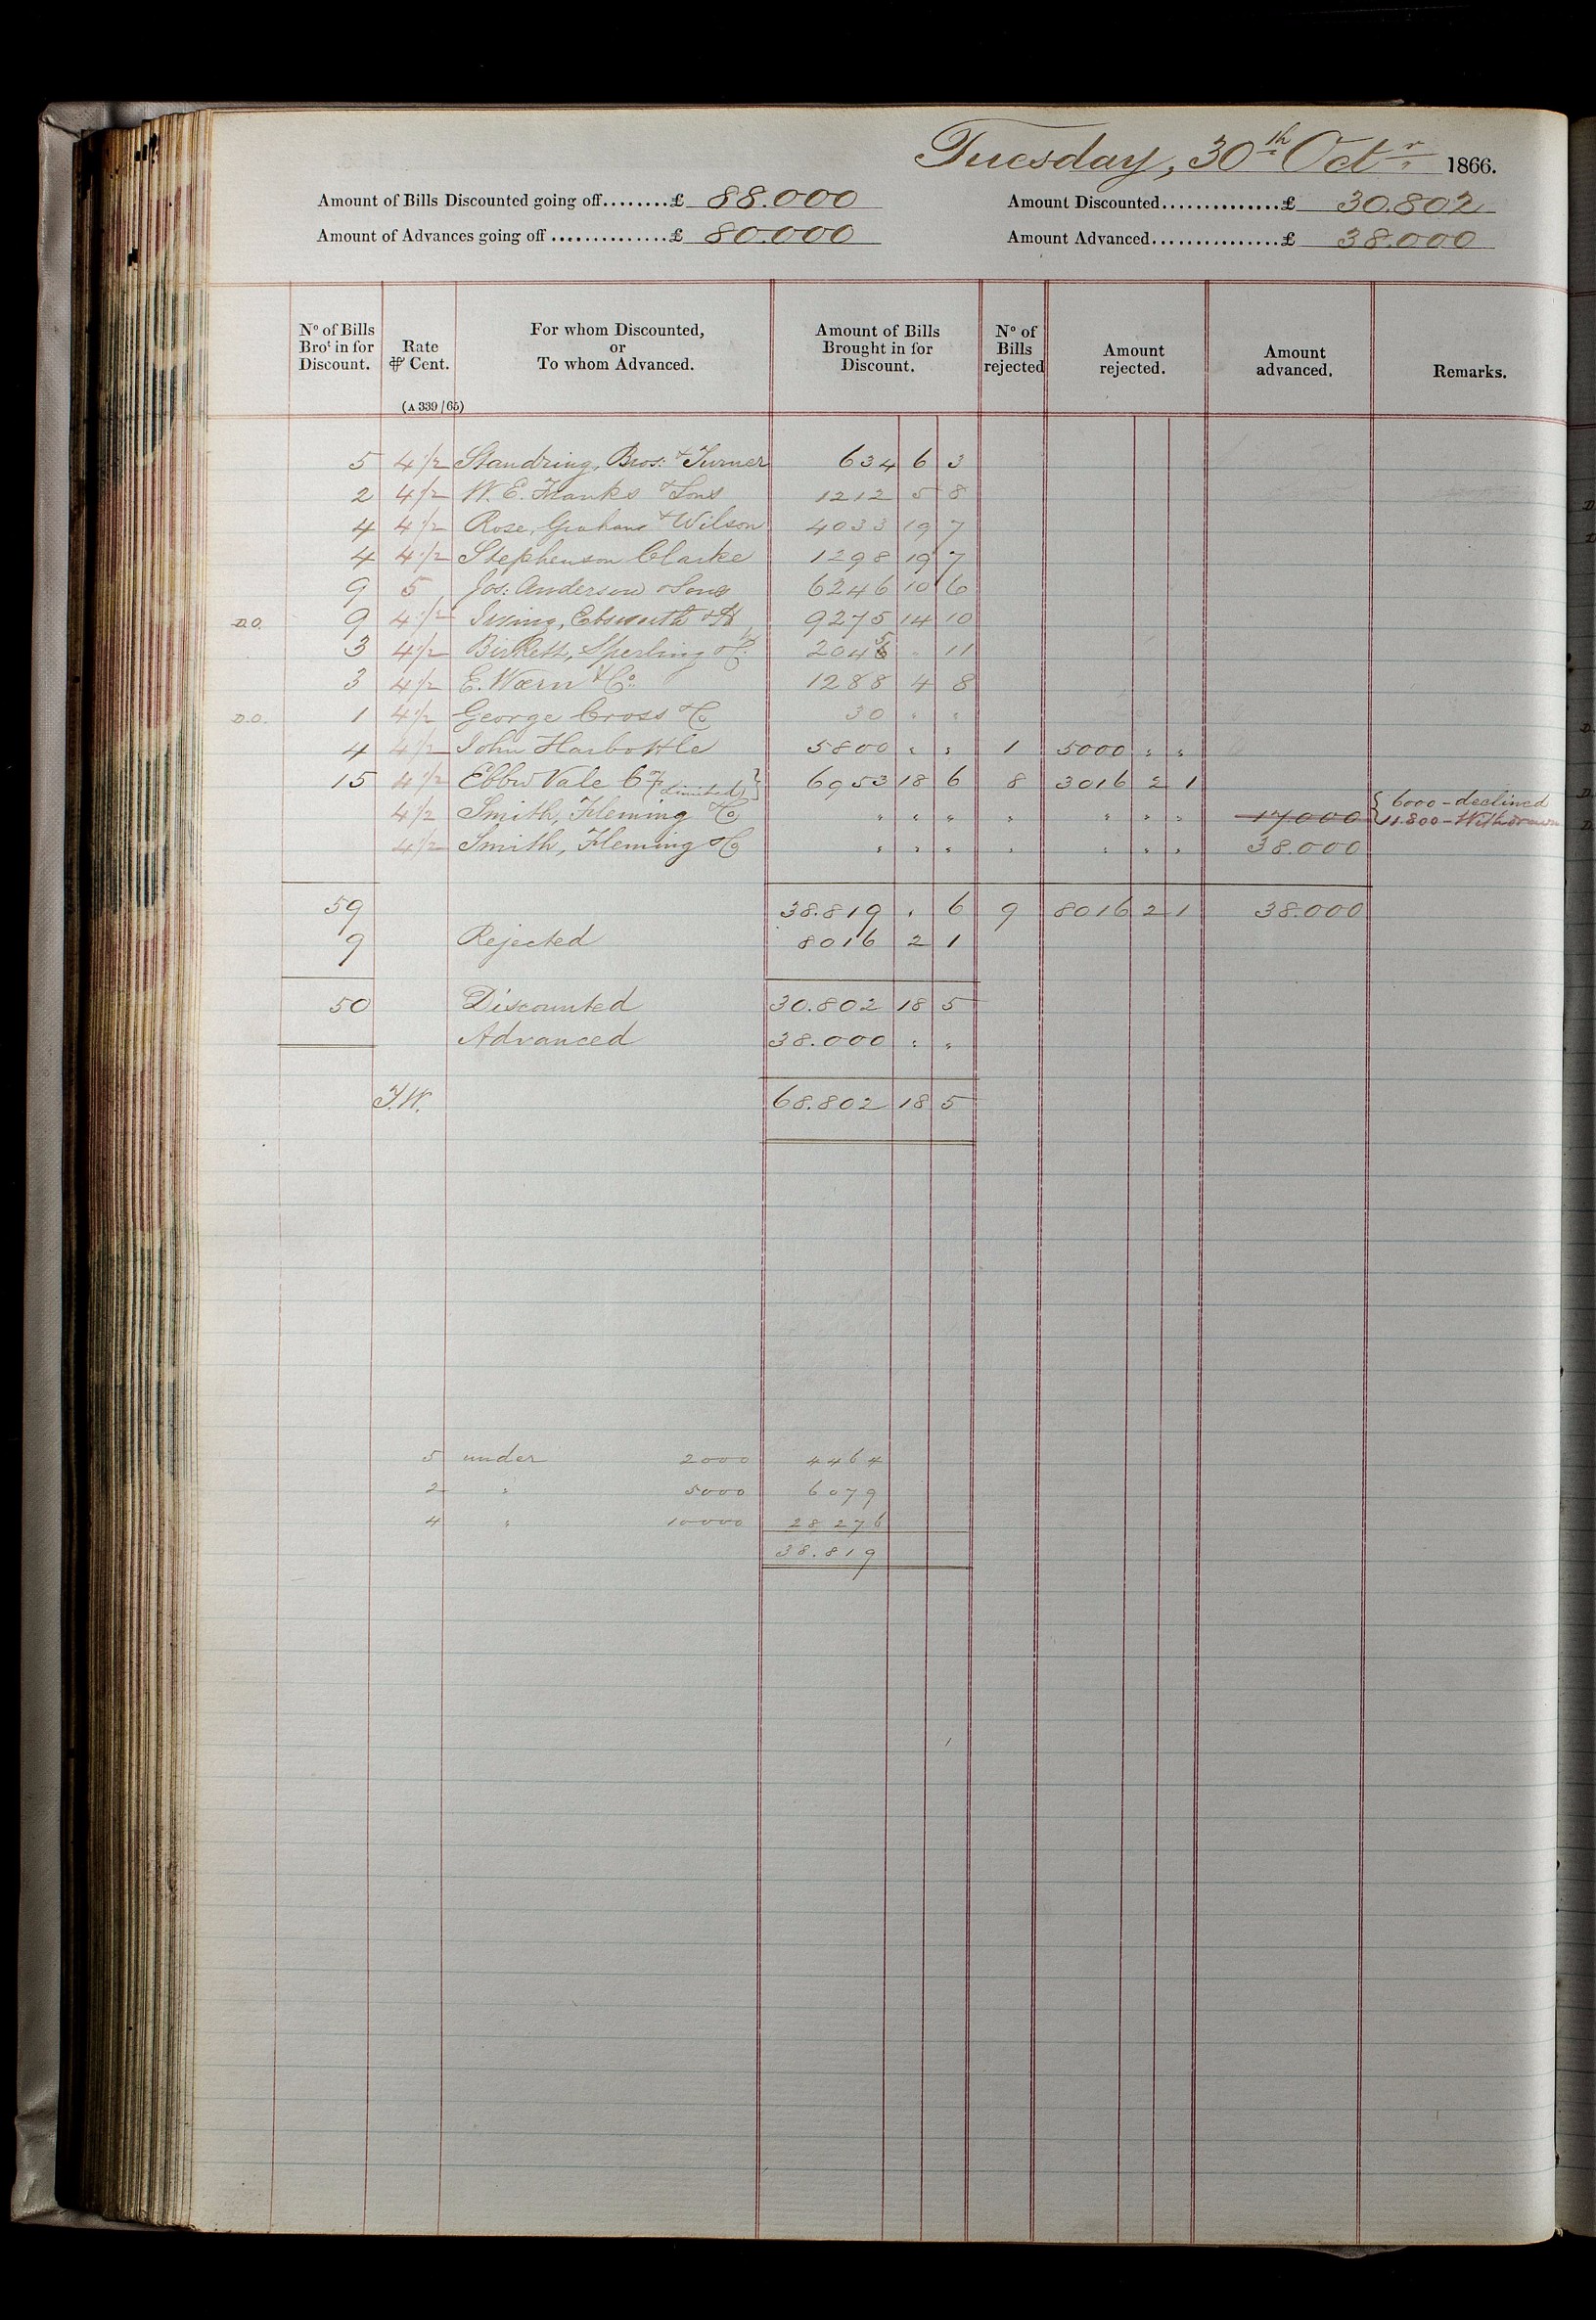 Tuesday, 30th Octr 1866.
Amount of Bills Discounted going off........£ 88.000 Amount Discounted..............£ 30.802
Amount of Advances going off ..............£ 80.000 Amount Advanced...............£ 38.000
No of Bills Brot in for Discount. Rate ⅌ Cent. (A 339/65) For whom Discounted, or To whom Advanced. Amount of Bills Brought in for Discount. No of Bills rejected Amount rejected. Amount advanced. Remarks.
5 4½ Standring, Bros: & Turner 634 6 3
2 4½ W. E. Franks & Sons 1212 5 8
4 4½ Rose, Graham & Wilson 4033 19 7
4 4½ Stephenson Clarke 1298 19 7
9 5 Jos: Anderson & Sons 6246 10 6
D.O. 9 4½ Irving, Ebsworth & H 9275 14 10
3 4½ Birkett, Sperling & Co 2045 " 11
3 4½ E. Wærn & Co 1288 4 8
D.O. 1 4½ George Cross & Co 30 " "
4 4½ John Harbottle 5800 " " 1 5000 " "
15 4½ Ebbw Vale Cy (Limited) } 6953 18 6 8 3016 2 1
4½ Smith, Fleming & Co " " " " " " " 17000 { 6000 - declined
11.800 - Withdrawn
4½ Smith, Fleming & Co " " " " " " " 38.000
59 38.819 " 6 9 8016 2 1 38.000
9 Rejected 8016 2 1
50 Discounted 30.802 18 5
Advanced 38.000 " "
J.W. 68.802 18 5
5 under 2000 4464
2 " 5000 6079
4 " 10000 28276
38.819